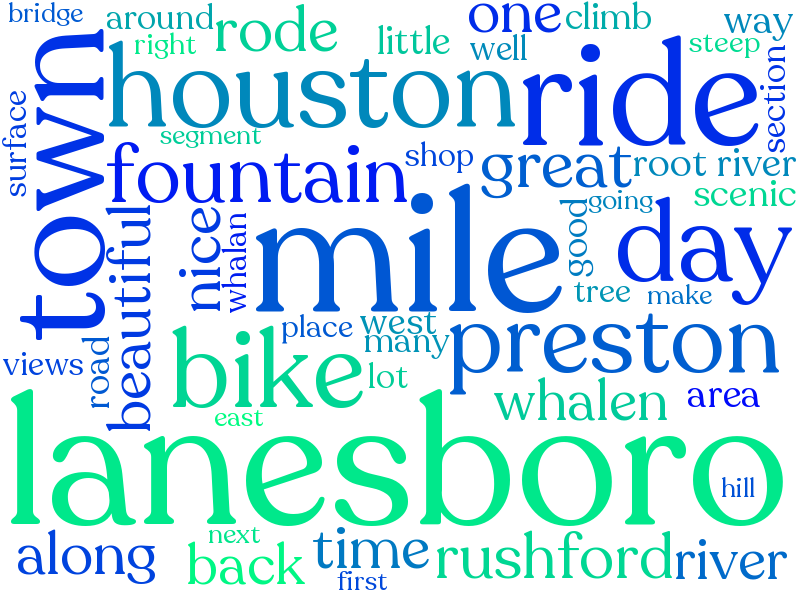 bridge
around
rode
little
one
climb
way
right
well
steep
houston
ride
section
town
surface
segment
shop
fountain
great
root river
scenic
beautiful
nice
whalan
mile
good
going
day
tree
make
views
road
place
west
many
preston
bike
lot
whalen
area
east
lanesboro
hill
along
next
back
time
first
rushford
river